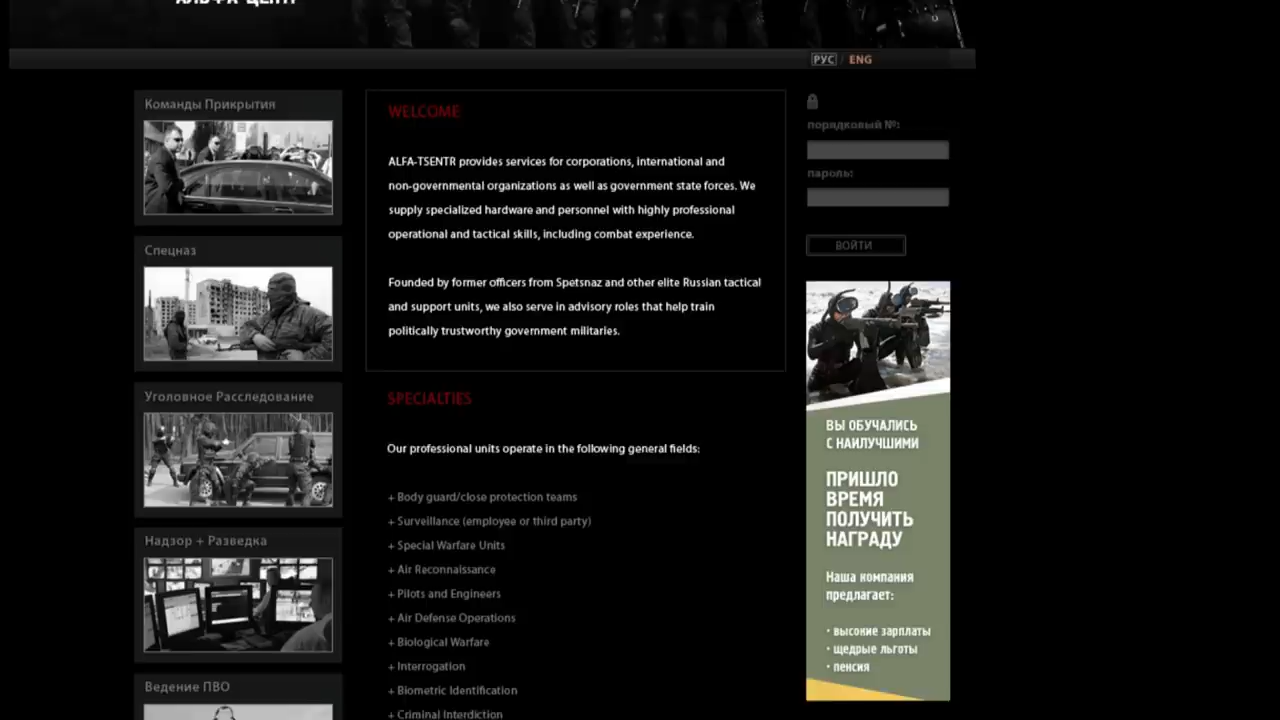 АЛЬФА-ЦЕНТР
РУС / ENG
Команды Прикрытия
Спецназ
Уголовное Расследование
Надзор + Разведка
Ведение ПВО
WELCOME
ALFA-TSENTR provides services for corporations, international and
non-governmental organizations as well as government state forces. We
supply specialized hardware and personnel with highly professional
operational and tactical skills, including combat experience.
Founded by former officers from Spetsnaz and other elite Russian tactical
and support units, we also serve in advisory roles that help train
politically trustworthy government militaries.
SPECIALTIES
Our professional units operate in the following general fields:
+ Body guard/close protection teams
+ Surveillance (employee or third party)
+ Special Warfare Units
+ Air Reconnaissance
+ Pilots and Engineers
+ Air Defense Operations
+ Biological Warfare
+ Interrogation
+ Biometric Identification
+ Criminal Interdiction
порядковый №:
пароль:
ВОЙТИ
ВЫ ОБУЧАЛИСЬ
С НАИЛУЧШИМИ
ПРИШЛО
ВРЕМЯ
ПОЛУЧИТЬ
НАГРАДУ
Наша компания
предлагает:
• высокие зарплаты
• щедрые льготы
• пенсия